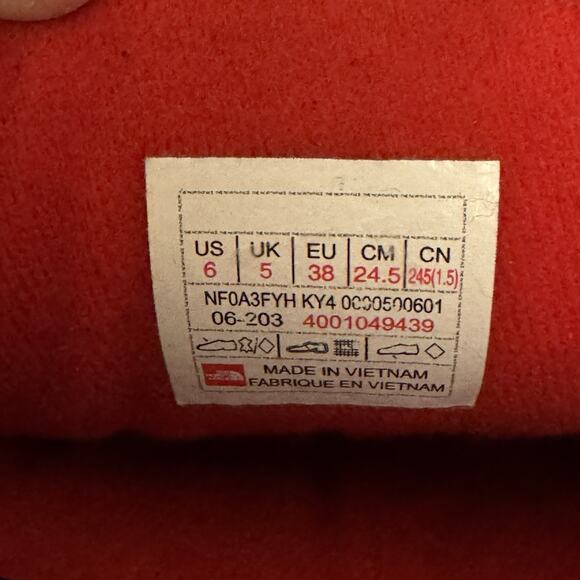 US UK EU CM CN
6 5 38 24.5 245(1.5)
NF0A3FYH KY4 0000500601
06-203 4001049439
MADE IN VIETNAM
FABRIQUE EN VIETNAM